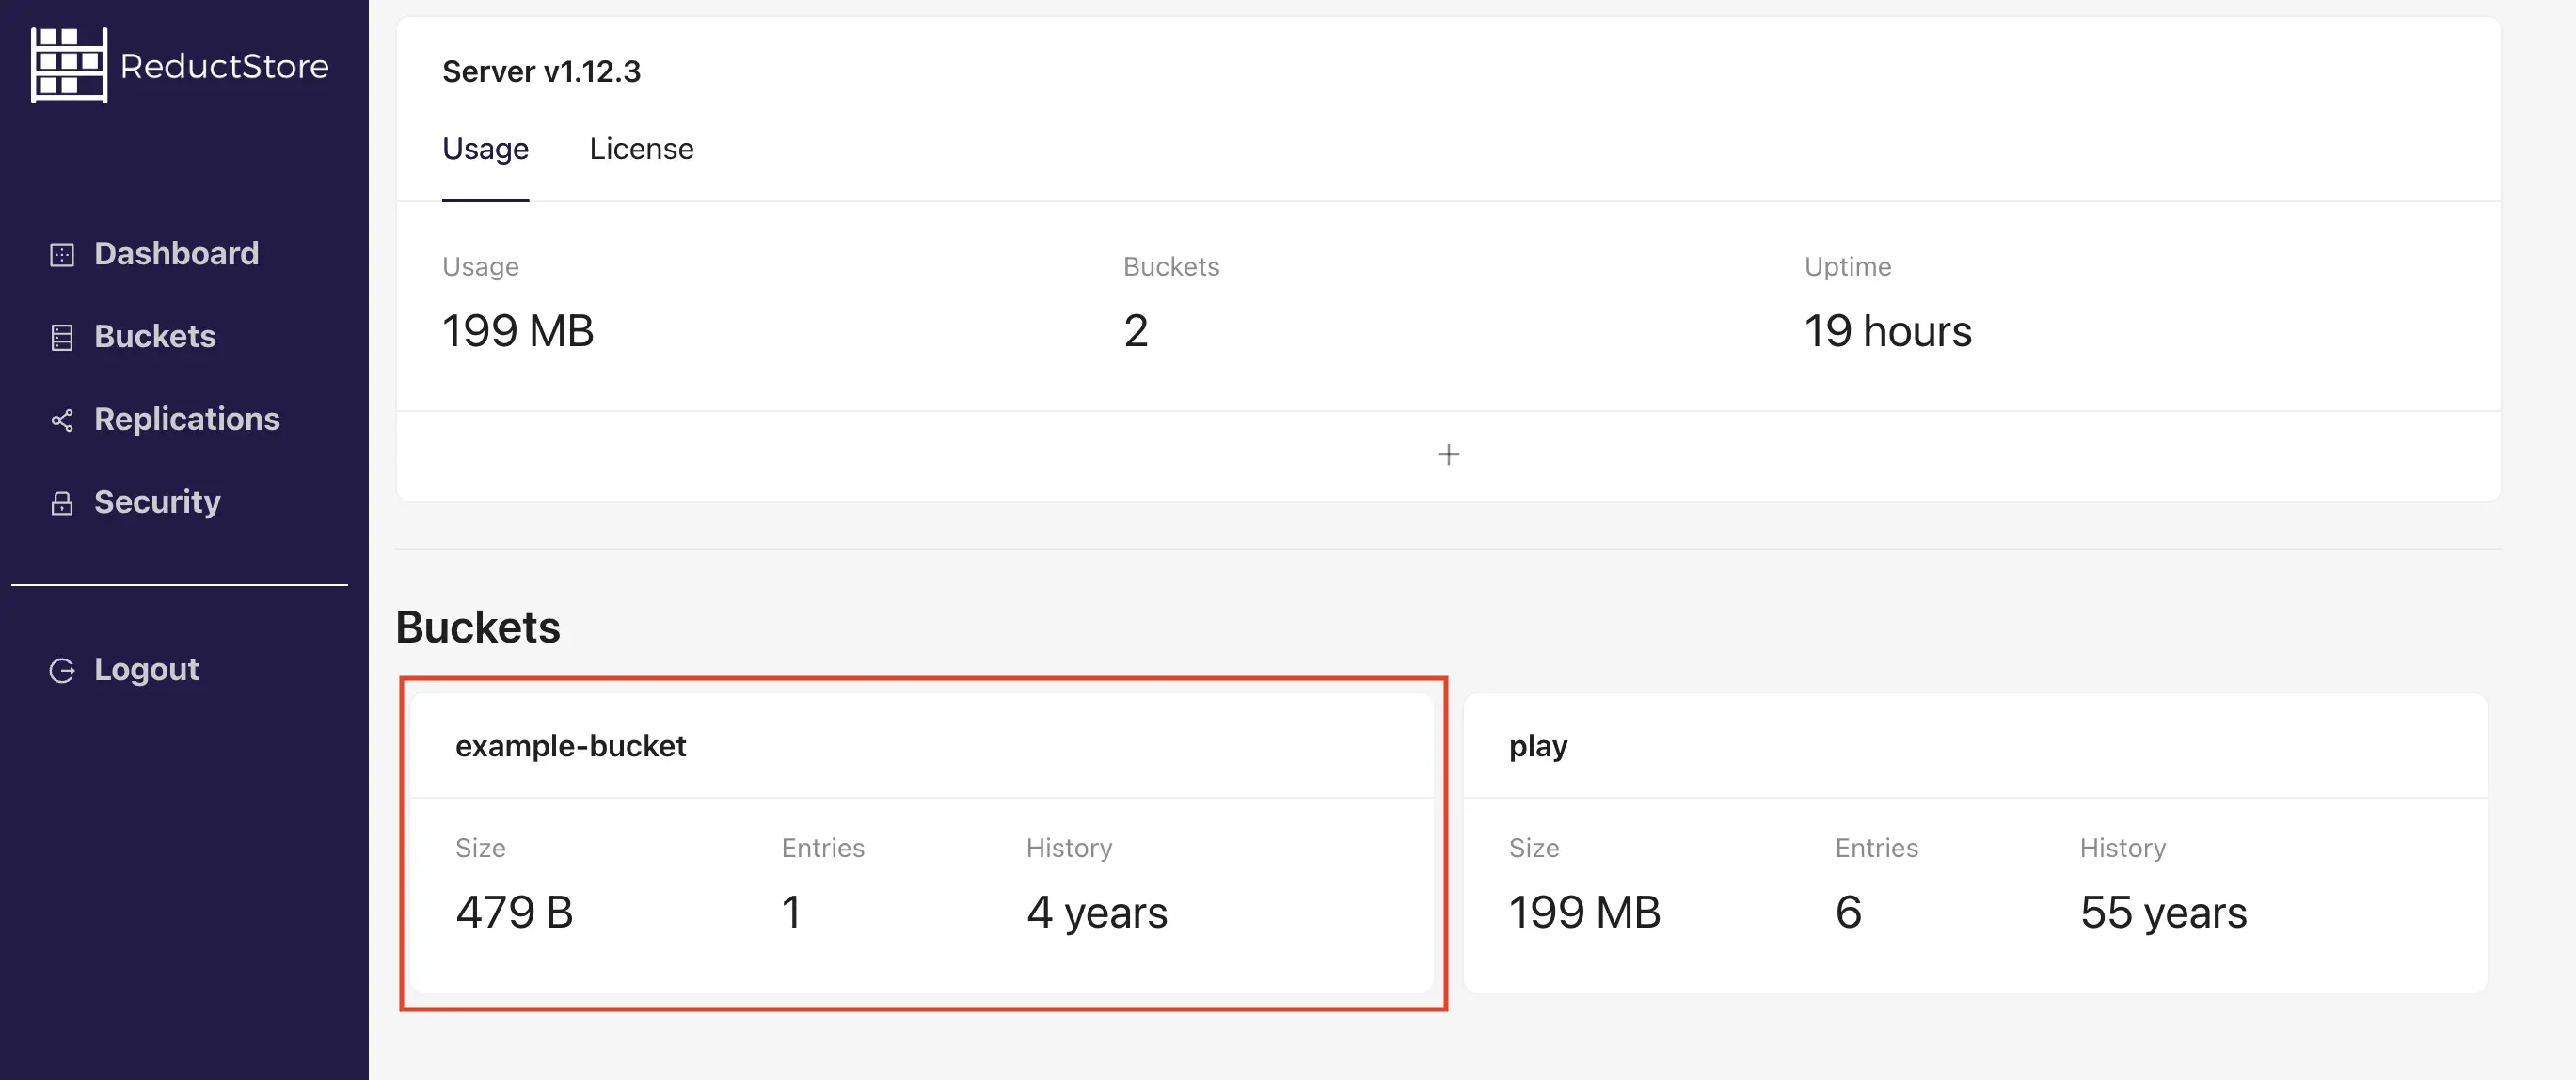 ReductStore
Dashboard
Buckets
Replications
Security
Logout
Server v1.12.3
Usage License
Usage Buckets Uptime
199 MB 2 19 hours
Buckets
example-bucket
Size Entries History
479 B 1 4 years
play
Size Entries History
199 MB 6 55 years